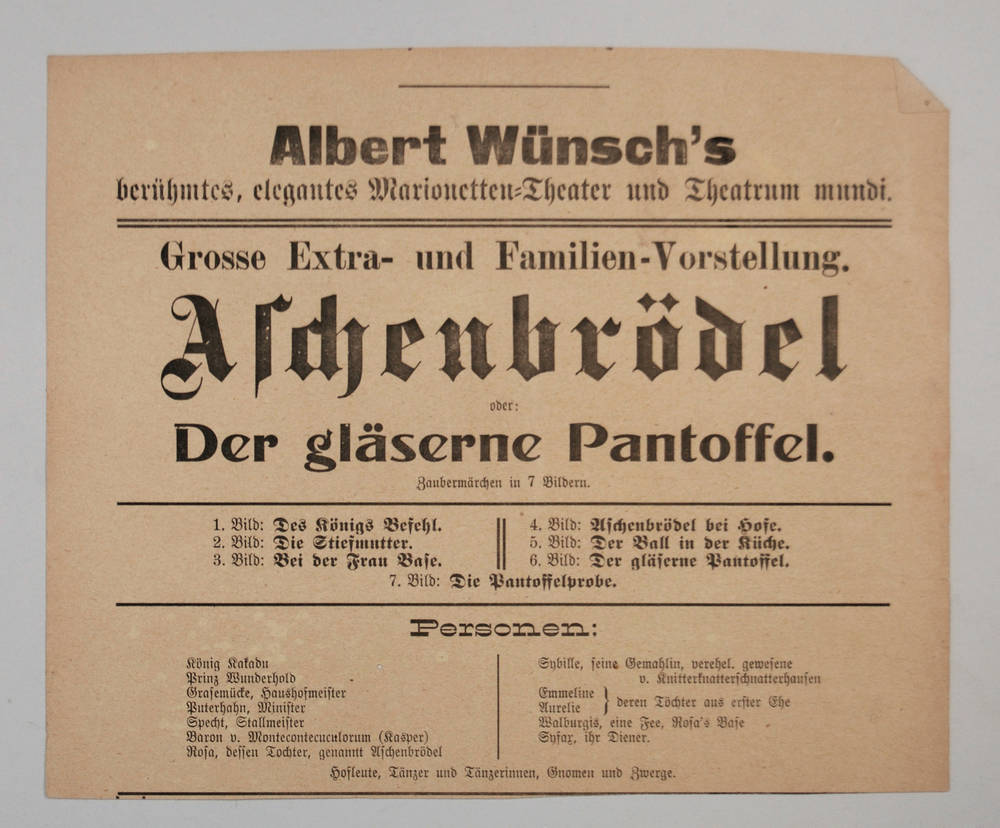 Albert Wünsch's
berühmtes, elegantes Marionetten-Theater und Theatrum mundi.
Grosse Extra- und Familien-Vorstellung.
Aschenbrödel
oder:
Der gläserne Pantoffel.
Zaubermärchen in 7 Bildern.
1. Bild: Des Königs Befehl.
2. Bild: Die Stiefmutter.
3. Bild: Bei der Frau Base.
4. Bild: Aschenbrödel bei Hofe.
5. Bild: Der Ball in der Küche.
6. Bild: Der gläserne Pantoffel.
7. Bild: Die Pantoffelprobe.
Personen:
König Kakadu
Prinz Wunderhold
Grasemücke, Haushofmeister
Puterhahn, Minister
Specht, Stallmeister
Baron v. Montecontecuculorum (Kasper)
Rosa, dessen Tochter, genannt Aschenbrödel
Sybille, seine Gemahlin, verehel. gewesene
v. Knitterknatterschnatterhausen
Emmeline
Aurelie } deren Töchter aus erster Ehe
Walburgis, eine Fee, Rosa's Base
Syfax, ihr Diener.
Hofleute, Tänzer und Tänzerinnen, Gnomen und Zwerge.